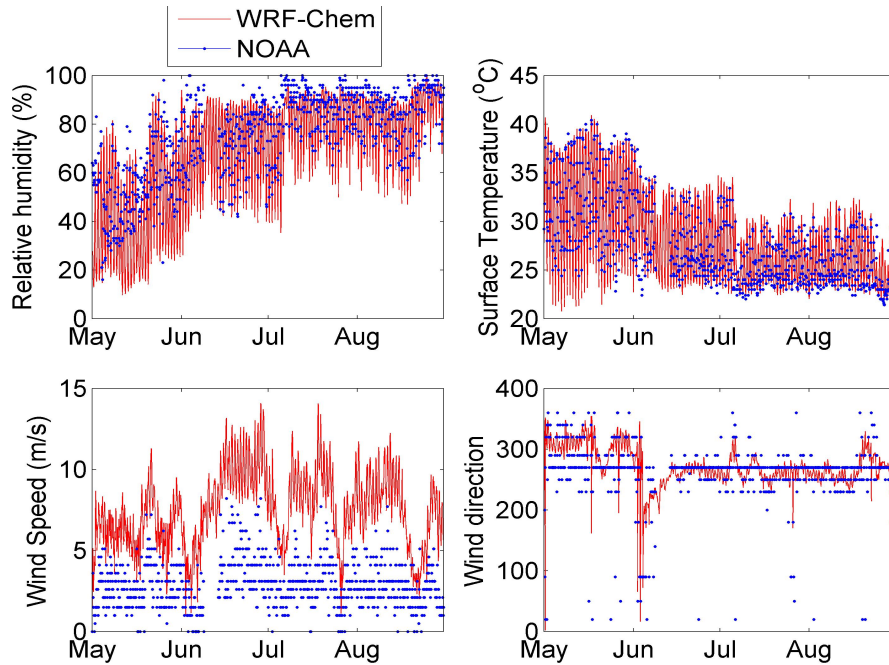 WRF-Chem
NOAA
Relative humidity (%)
100
80
60
40
20
0
May Jun Jul Aug
Surface Temperature (°C)
45
40
35
30
25
20
May Jun Jul Aug
Wind Speed (m/s)
15
10
5
0
May Jun Jul Aug
Wind direction
400
300
200
100
0
May Jun Jul Aug